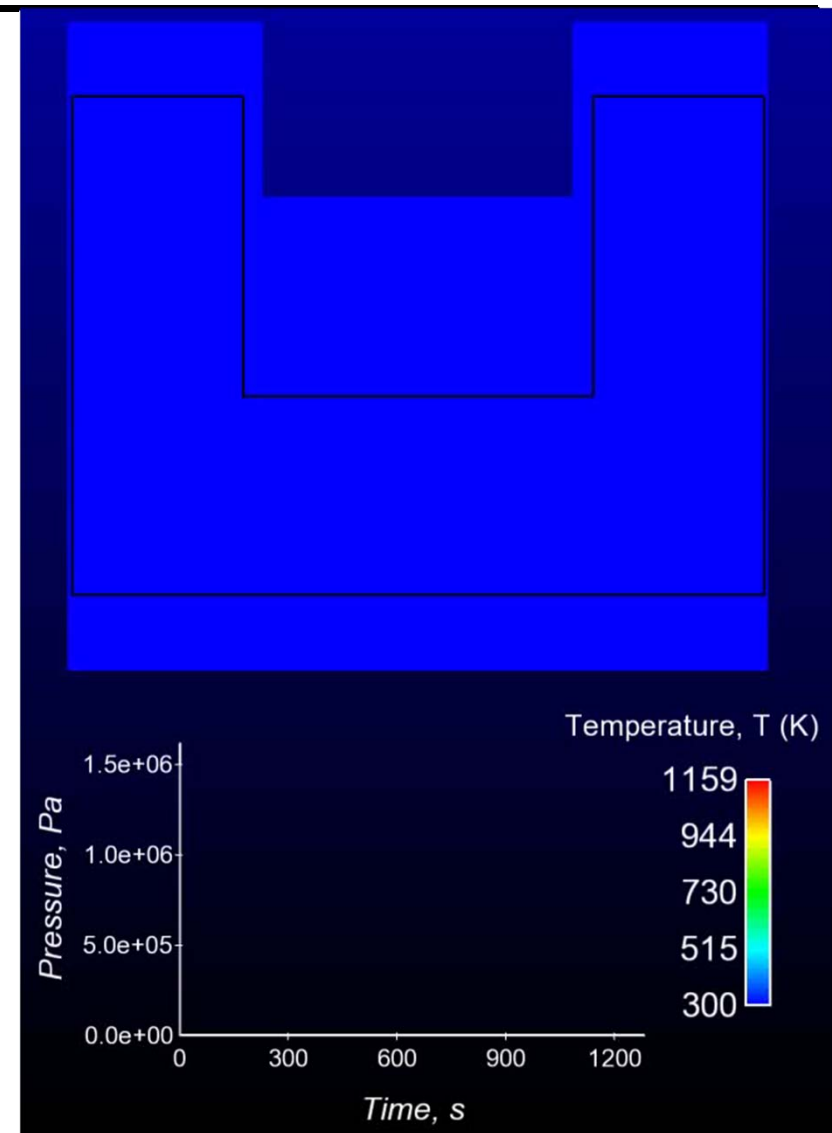 Temperature, T (K)
1159
944
730
515
300
Pressure, Pa
1.5e+06
1.0e+06
5.0e+05
0.0e+00
0 300 600 900 1200
Time, s